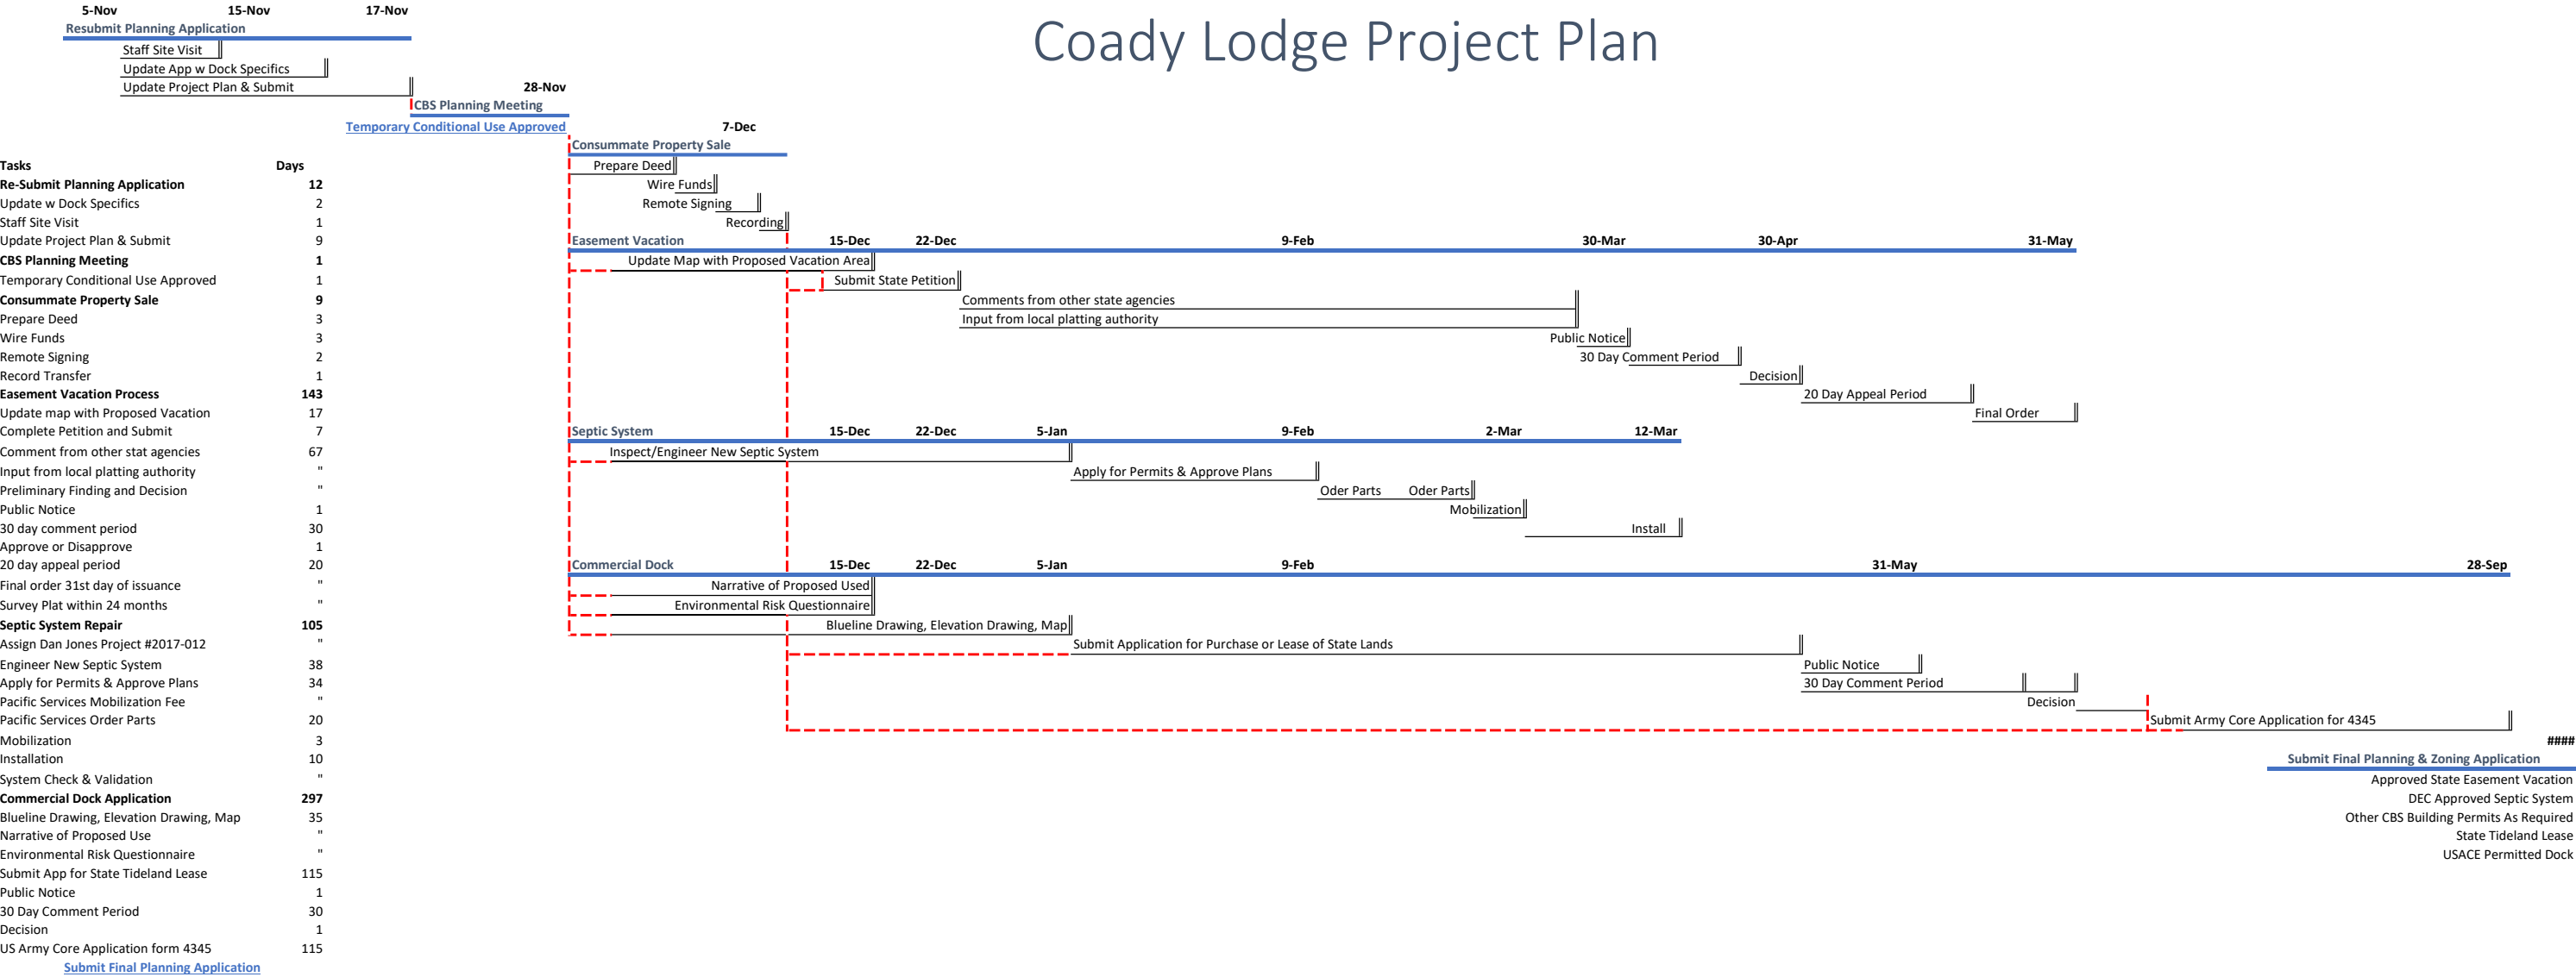 Coady Lodge Project Plan
5-Nov 15-Nov 17-Nov
Resubmit Planning Application
Staff Site Visit
Update App w Dock Specifics
Update Project Plan & Submit
28-Nov
CBS Planning Meeting
Temporary Conditional Use Approved
7-Dec
Consummate Property Sale
Prepare Deed
Wire Funds
Remote Signing
Recording
Easement Vacation 15-Dec 22-Dec 9-Feb 30-Mar 30-Apr 31-May
Update Map with Proposed Vacation Area
Submit State Petition
Comments from other state agencies
Input from local platting authority
Public Notice
30 Day Comment Period
Decision
20 Day Appeal Period
Final Order
Septic System 15-Dec 22-Dec 5-Jan 9-Feb 2-Mar 12-Mar
Inspect/Engineer New Septic System
Apply for Permits & Approve Plans
Oder Parts Oder Parts
Mobilization
Install
Commercial Dock 15-Dec 22-Dec 5-Jan 9-Feb 31-May 28-Sep
Narrative of Proposed Used
Environmental Risk Questionnaire
Blueline Drawing, Elevation Drawing, Map
Submit Application for Purchase or Lease of State Lands
Public Notice
30 Day Comment Period
Decision
Submit Army Core Application for 4345
####
Submit Final Planning & Zoning Application
Approved State Easement Vacation
DEC Approved Septic System
Other CBS Building Permits As Required
State Tideland Lease
USACE Permitted Dock
Tasks Days
Re-Submit Planning Application 12
Update w Dock Specifics 2
Staff Site Visit 1
Update Project Plan & Submit 9
CBS Planning Meeting 1
Temporary Conditional Use Approved 1
Consummate Property Sale 9
Prepare Deed 3
Wire Funds 3
Remote Signing 2
Record Transfer 1
Easement Vacation Process 143
Update map with Proposed Vacation 17
Complete Petition and Submit 7
Comment from other stat agencies 67
Input from local platting authority "
Preliminary Finding and Decision "
Public Notice 1
30 day comment period 30
Approve or Disapprove 1
20 day appeal period 20
Final order 31st day of issuance "
Survey Plat within 24 months "
Septic System Repair 105
Assign Dan Jones Project #2017-012 "
Engineer New Septic System 38
Apply for Permits & Approve Plans 34
Pacific Services Mobilization Fee "
Pacific Services Order Parts 20
Mobilization 3
Installation 10
System Check & Validation "
Commercial Dock Application 297
Blueline Drawing, Elevation Drawing, Map 35
Narrative of Proposed Use "
Environmental Risk Questionnaire "
Submit App for State Tideland Lease 115
Public Notice 1
30 Day Comment Period 30
Decision 1
US Army Core Application form 4345 115
Submit Final Planning Application